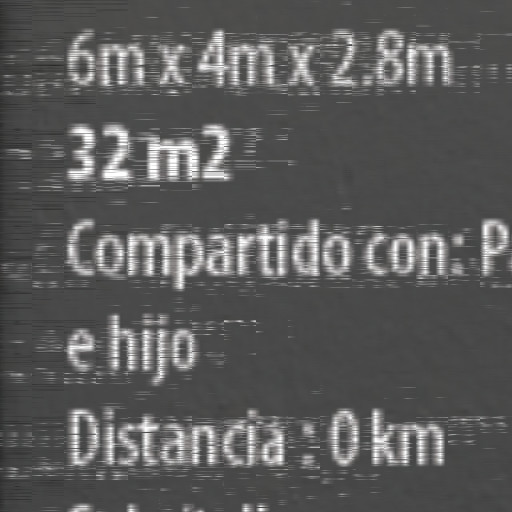 6m x 4m x 2.8m
32 m2
Compartido con:
e hijo
Distancia : 0 km